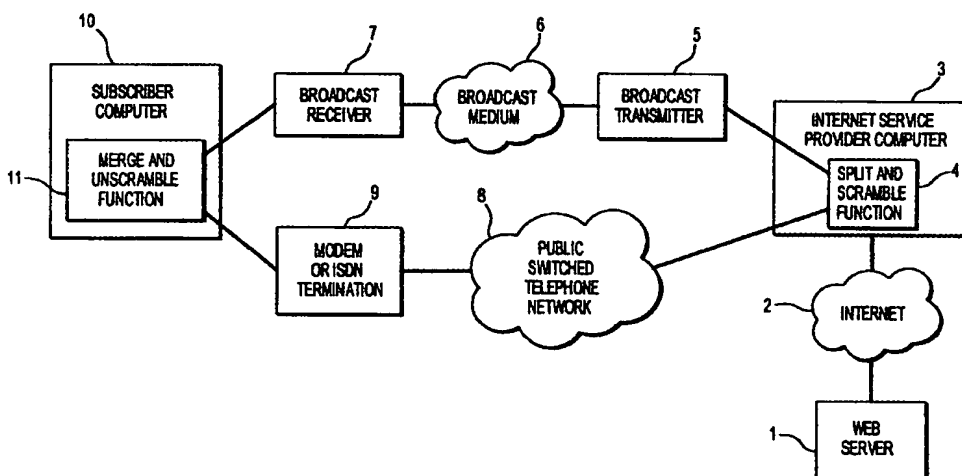 10
SUBSCRIBER
COMPUTER
MERGE AND
UNSCRAMBLE
FUNCTION
11
7
BROADCAST
RECEIVER
6
BROADCAST
MEDIUM
5
BROADCAST
TRANSMITTER
3
INTERNET SERVICE
PROVIDER COMPUTER
SPLIT AND
SCRAMBLE
FUNCTION
4
9
MODEM
OR ISDN
TERMINATION
8
PUBLIC
SWITCHED
TELEPHONE
NETWORK
2
INTERNET
1
WEB
SERVER